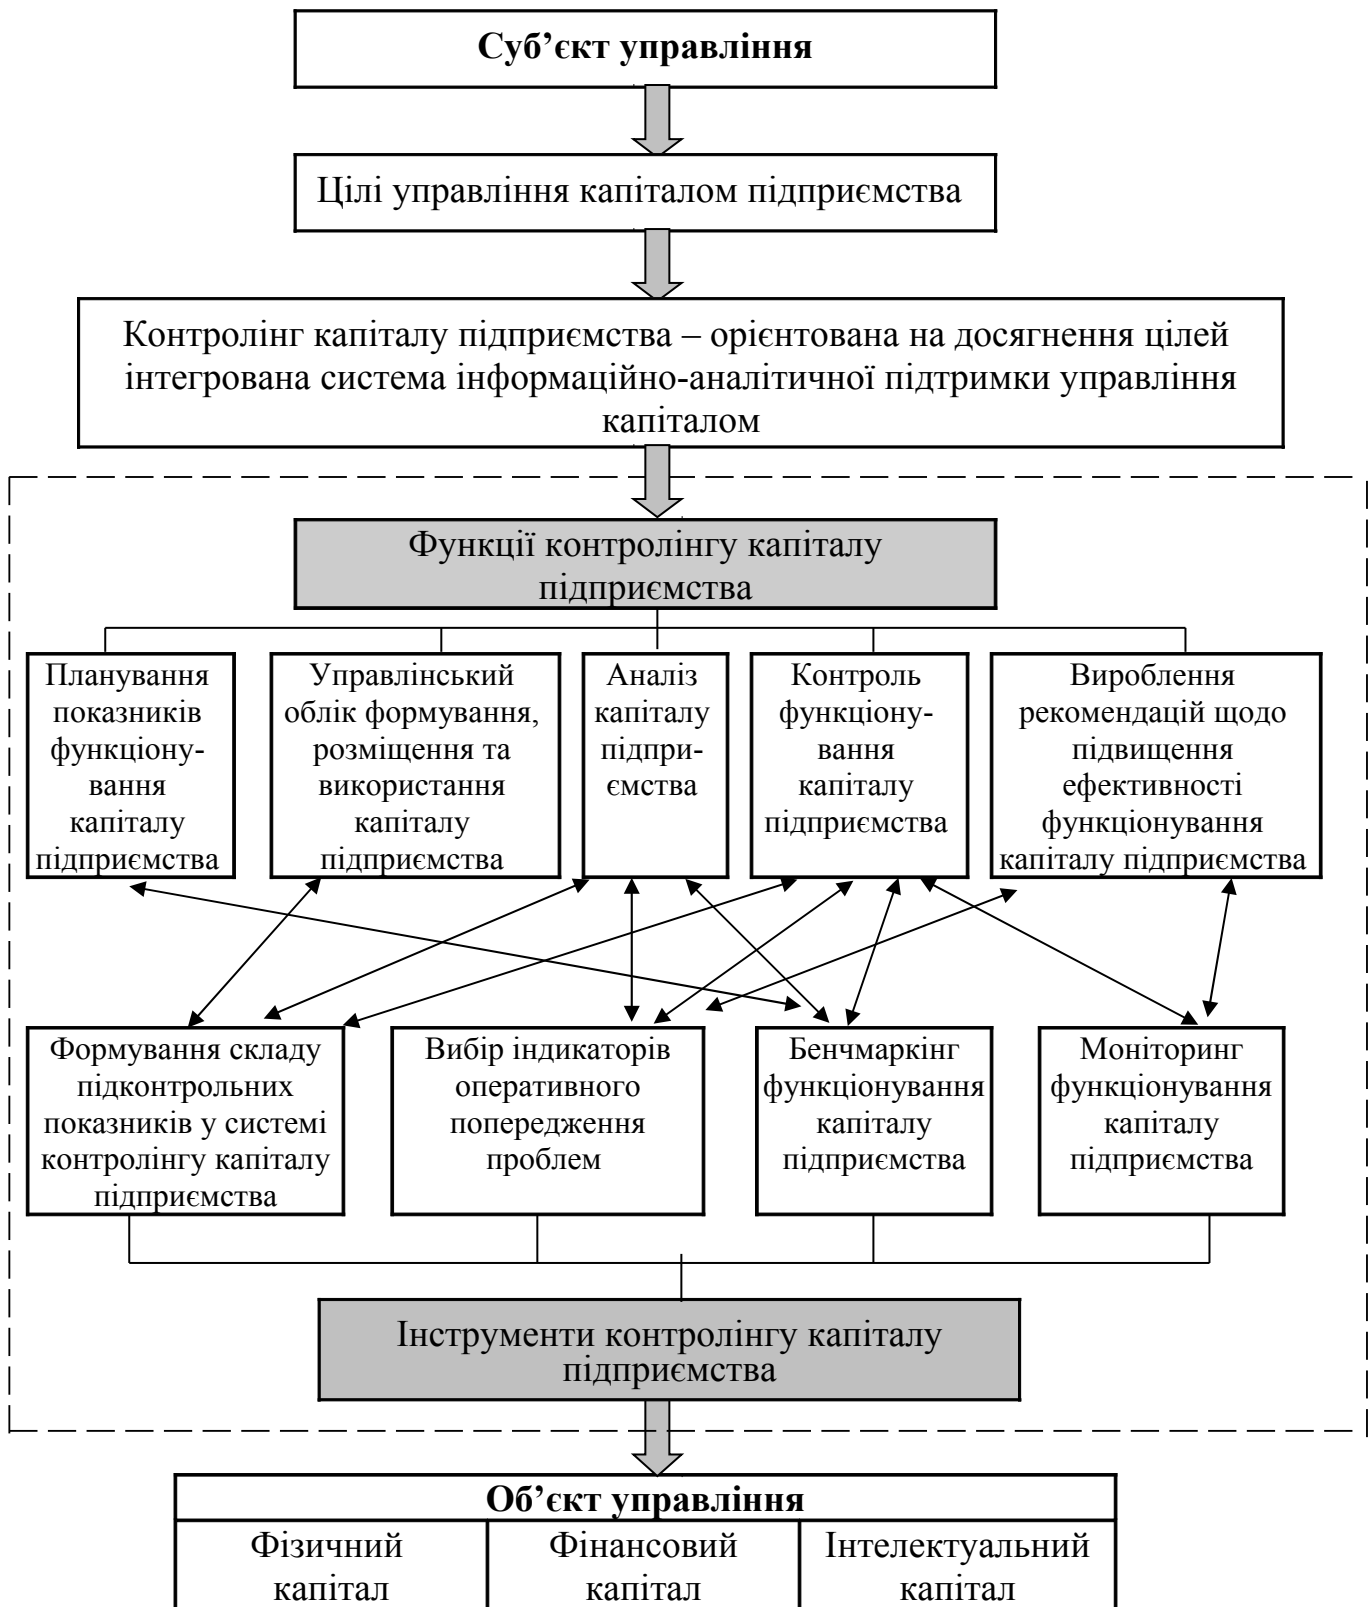 Суб’єкт управління
Цілі управління капіталом підприємства
Контролінг капіталу підприємства – орієнтована на досягнення цілей
інтегрована система інформаційно-аналітичної підтримки управління
капіталом
Функції контролінгу капіталу
підприємства
Планування
показників
функціону-
вання
капіталу
підприємства
Управлінський
облік формування,
розміщення та
використання
капіталу
підприємства
Аналіз
капіталу
підпри-
ємства
Контроль
функціону-
вання
капіталу
підприємства
Вироблення
рекомендацій щодо
підвищення
ефективності
функціонування
капіталу підприємства
Формування складу
підконтрольних
показників у системі
контролінгу капіталу
підприємства
Вибір індикаторів
оперативного
попередження
проблем
Бенчмаркінг
функціонування
капіталу
підприємства
Моніторинг
функціонування
капіталу
підприємства
Інструменти контролінгу капіталу
підприємства
Об’єкт управління
Фізичний
капітал
Фінансовий
капітал
Інтелектуальний
капітал